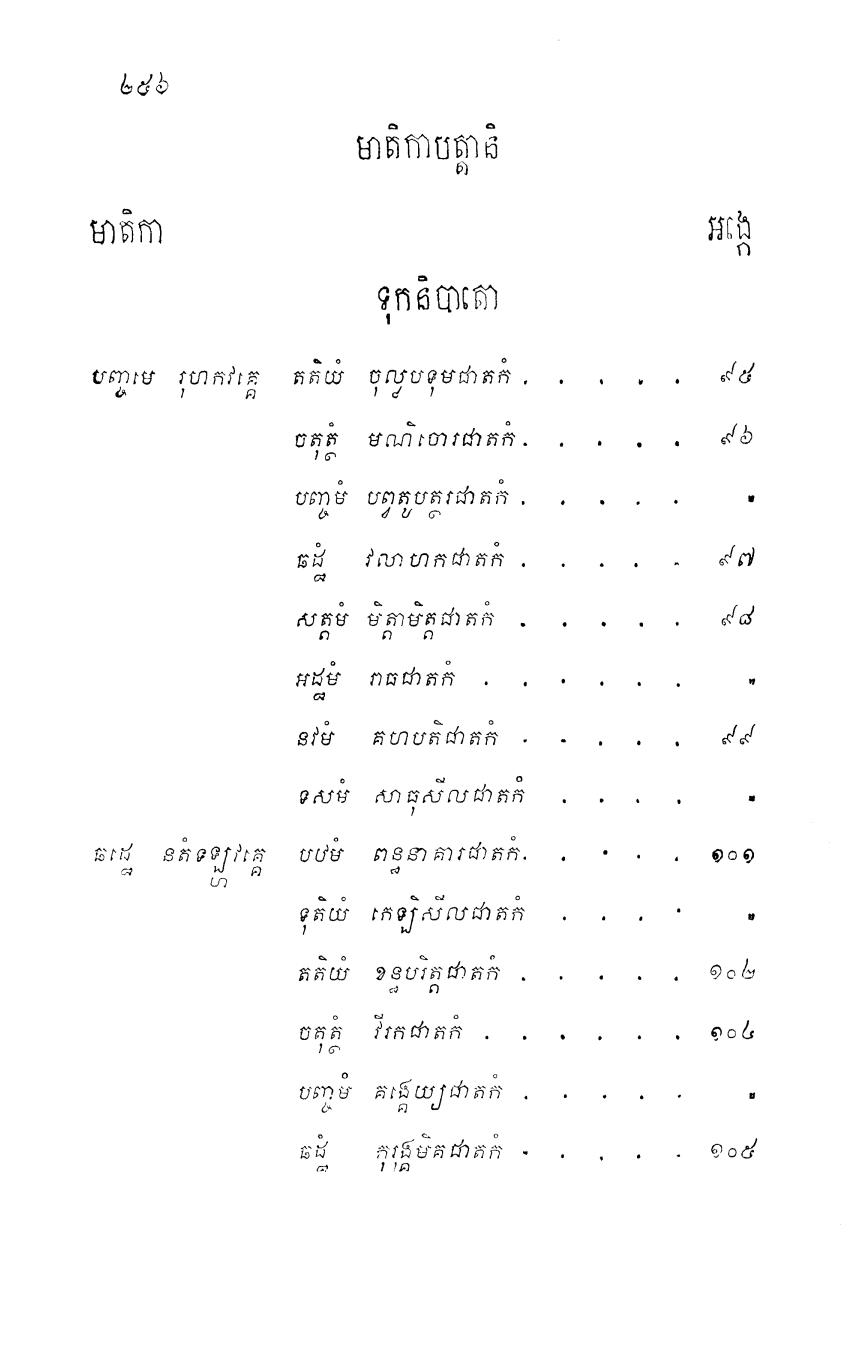 ២៥៦
មាតិកាបត្តានិ
មាតិកា អង្កេ
ទុកនិបាតោ
បញ្ចមេ រុហកវគ្គេ តតិយំ ចុល្លបទុមជាតកំ . . . . . ៩៥
ចតុត្ថំ មណិចោរជាតកំ . . . . . ៩៦
បញ្ចមំ បព្វតូបត្ថរជាតកំ . . . . . "
ឆដ្ឋំ វលាហកជាតកំ . . . . . ៩៧
សត្តមំ មិត្តាមិត្តជាតកំ . . . . . ៩៨
អដ្ឋមំ រាធជាតកំ . . . . . . "
នវមំ គហបតិជាតកំ . . . . . ៩៩
ទសមំ សាធុសីលជាតកំ . . . . "
ឆដ្ឋេ នតំទឡ្ហវគ្គេ បឋមំ ពន្ធនាគារជាតកំ . . . . . ១០១
ទុតិយំ កេឡិសីលជាតកំ . . . . "
តតិយំ ខន្ធបរិត្តជាតកំ . . . . . ១០២
ចតុត្ថំ វីរកជាតកំ . . . . . . ១០៤
បញ្ចមំ គង្គេយ្យជាតកំ . . . . . "
ឆដ្ឋំ កុរុង្គមិគជាតកំ . . . . . ១០៥